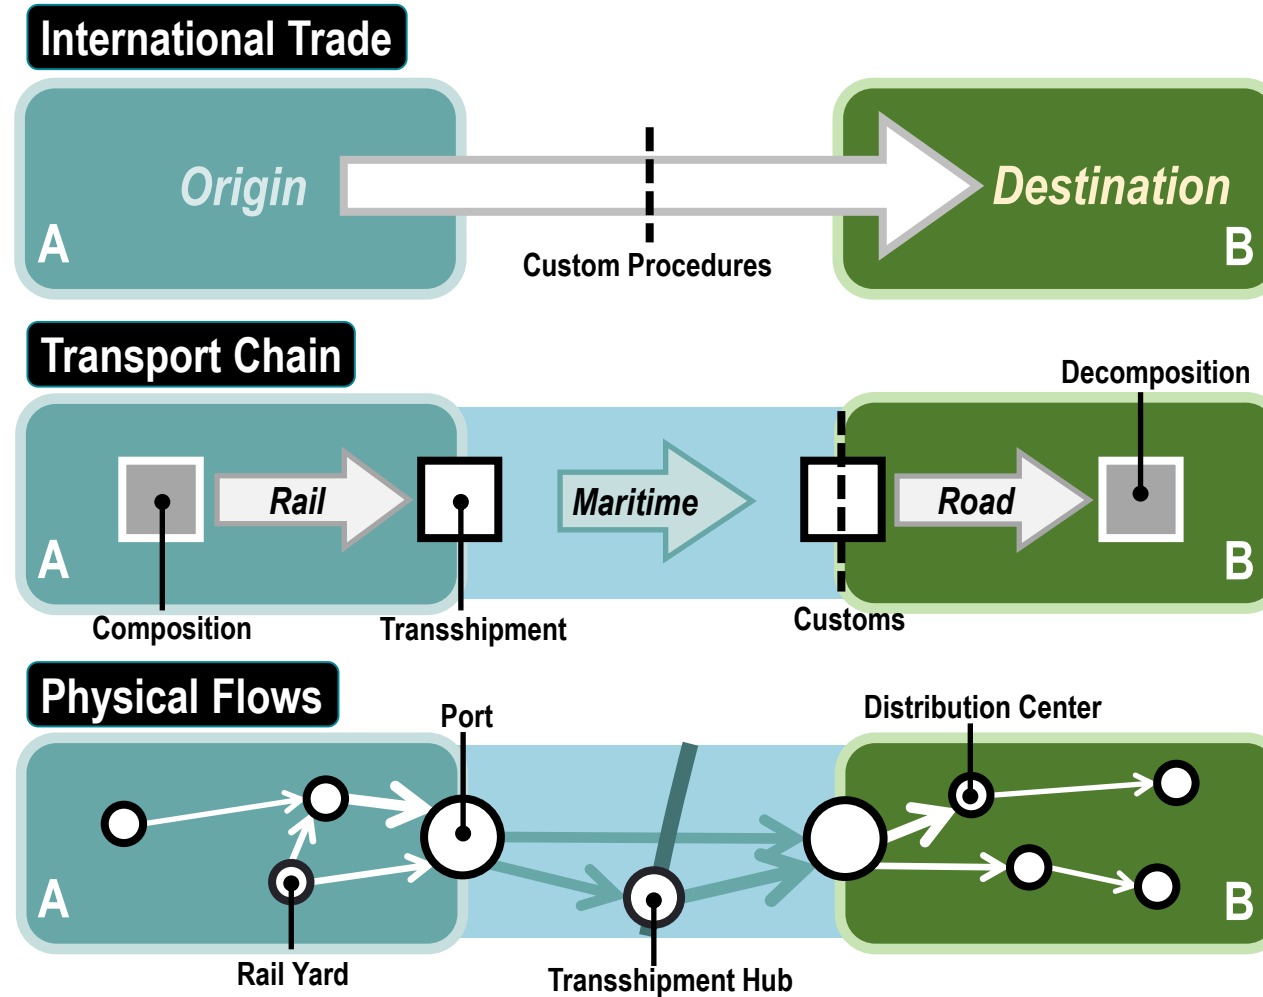 International Trade
Origin
Destination
A
B
Custom Procedures
Transport Chain
Decomposition
Rail
Maritime
Road
A
B
Composition
Transshipment
Customs
Physical Flows
Port
Distribution Center
A
B
Rail Yard
Transshipment Hub